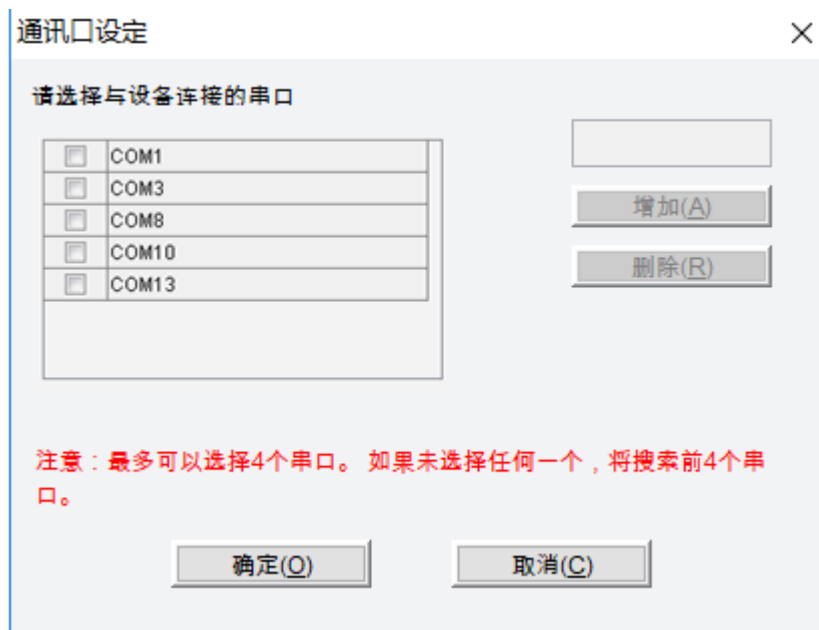 通讯口设定
请选择与设备连接的串口
COM1
COM3
COM8
COM10
COM13
增加(A)
删除(R)
注意：最多可以选择4个串口。 如果未选择任何一个，将搜索前4个串
口。
确定(O)
取消(C)